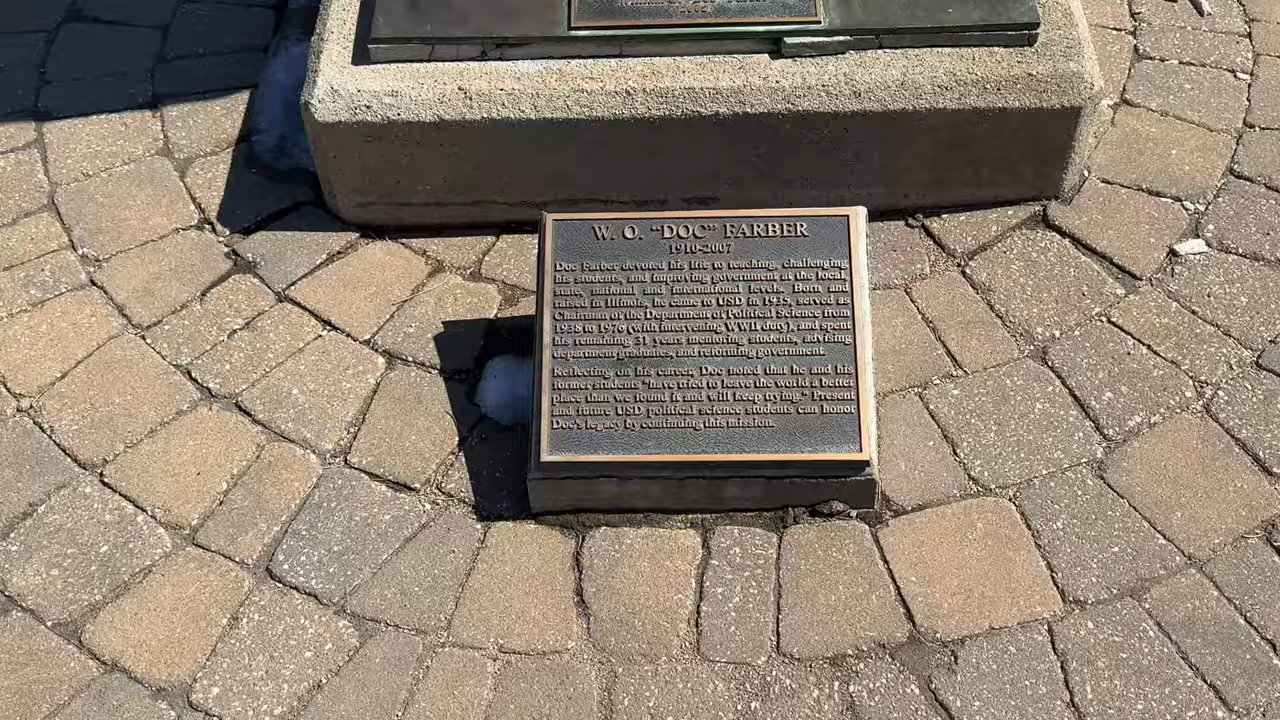 W. O. "DOC" FARBER
1910-2007
Doc Farber devoted his life to teaching, challenging
his students, and improving government at the local,
state, national and international levels. Born and
raised in Illinois, he came to USD in 1935, served as
Chairman of the Department of Political Science from
1938 to 1976 (with intervening WWII duty), and spent
his remaining 31 years mentoring students, advising
department graduates, and reforming government.
Reflecting on his career, Doc noted that he and his
former students "have tried to leave the world a better
place than we found it and will keep trying." Present
and future USD political science students can honor
Doc's legacy by continuing this mission.